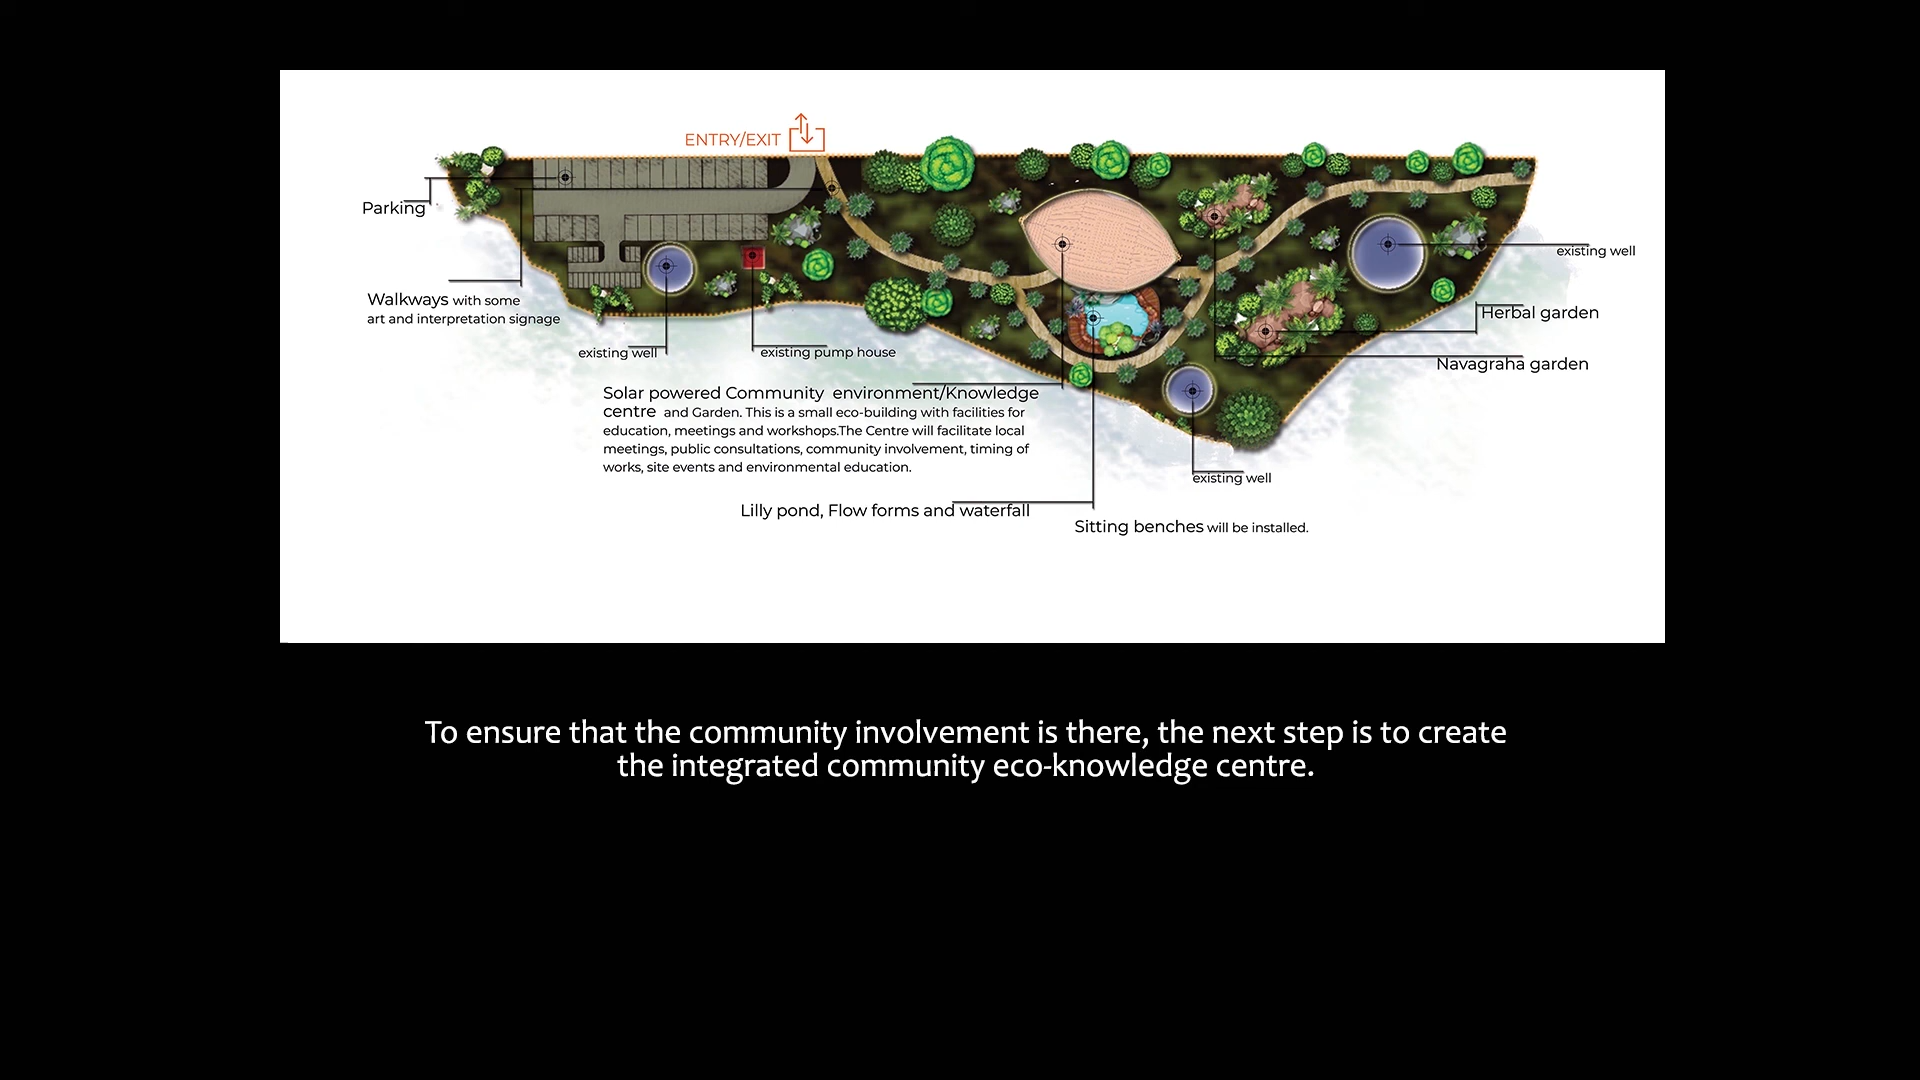 ENTRY/EXIT
Parking
existing well
Walkways with some
art and interpretation signage
Herbal garden
existing well
existing pump house
Navagraha garden
Solar powered Community environment/Knowledge
centre and Garden. This is a small eco-building with facilities for
education, meetings and workshops.The Centre will facilitate local
meetings, public consultations, community involvement, timing of
works, site events and environmental education.
existing well
Lilly pond, Flow forms and waterfall
Sitting benches will be installed.
To ensure that the community involvement is there, the next step is to create
the integrated community eco-knowledge centre.